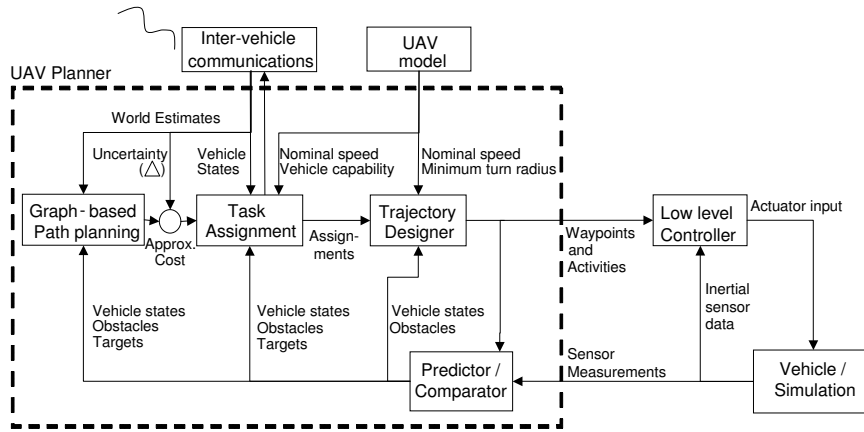 Inter-vehicle
communications
UAV
model
UAV Planner
World Estimates
Uncertainty
(△)
Vehicle
States
Nominal speed
Vehicle capability
Nominal speed
Minimum turn radius
Graph-based
Path planning
Approx.
Cost
Task
Assignment
Assign-
ments
Trajectory
Designer
Waypoints
and
Activities
Low level
Controller
Actuator input
Vehicle states
Obstacles
Targets
Vehicle states
Obstacles
Targets
Vehicle states
Obstacles
Inertial
sensor
data
Predictor /
Comparator
Sensor
Measurements
Vehicle /
Simulation